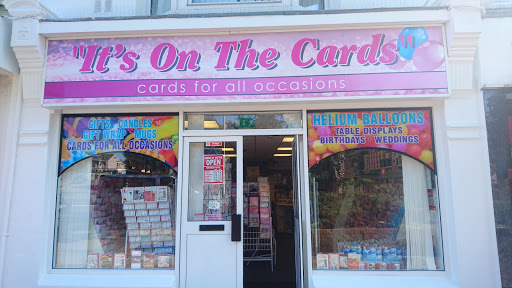 "It's On The Cards"
cards for all occasions
GIFTS CANDLES
GIFT WRAP MUGS
CARDS FOR ALL OCCASIONS
HELIUM BALLOONS
TABLE DISPLAYS
BIRTHDAYS WEDDINGS
OPEN